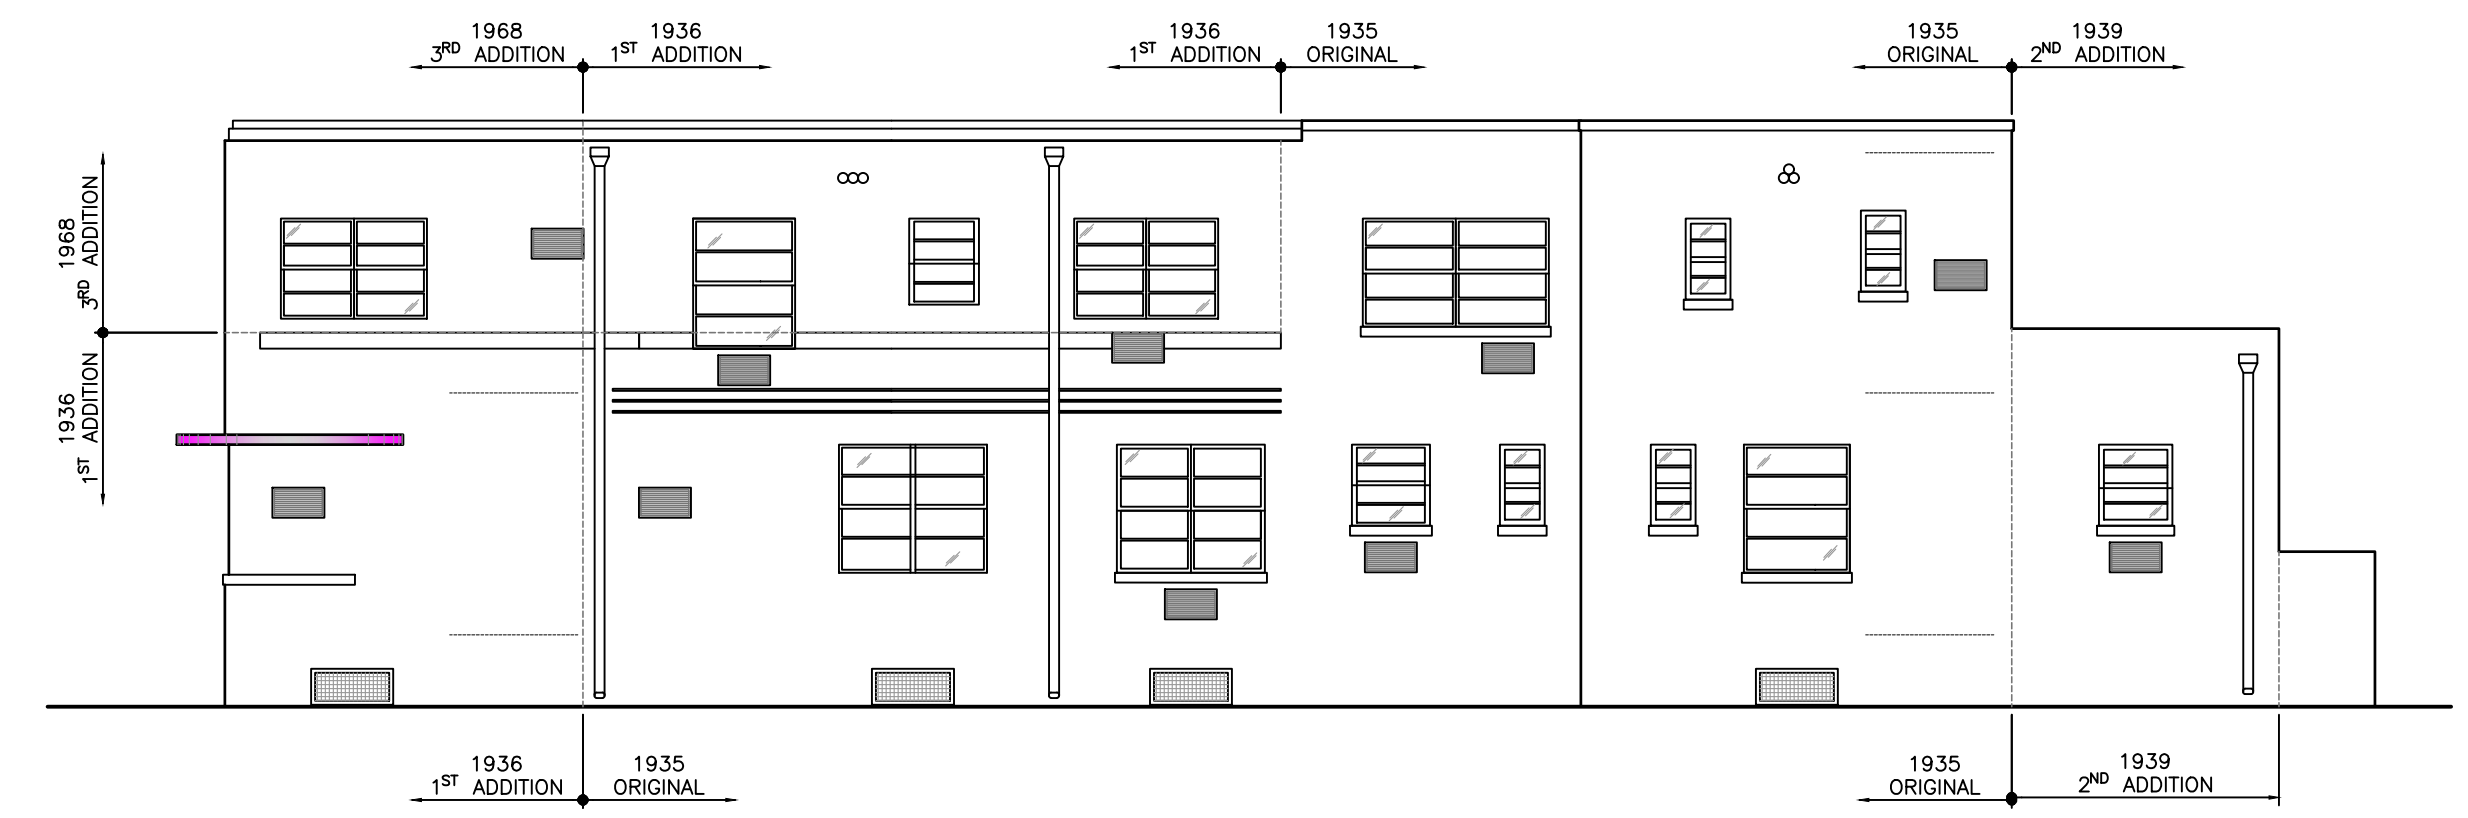 1968
3RD ADDITION
1936
1ST ADDITION
1936
1ST ADDITION
1935
ORIGINAL
1935
ORIGINAL
1939
2ND ADDITION
1968
3RD ADDITION
1936
1ST ADDITION
1936
1ST ADDITION
1935
ORIGINAL
1935
ORIGINAL
1939
2ND ADDITION